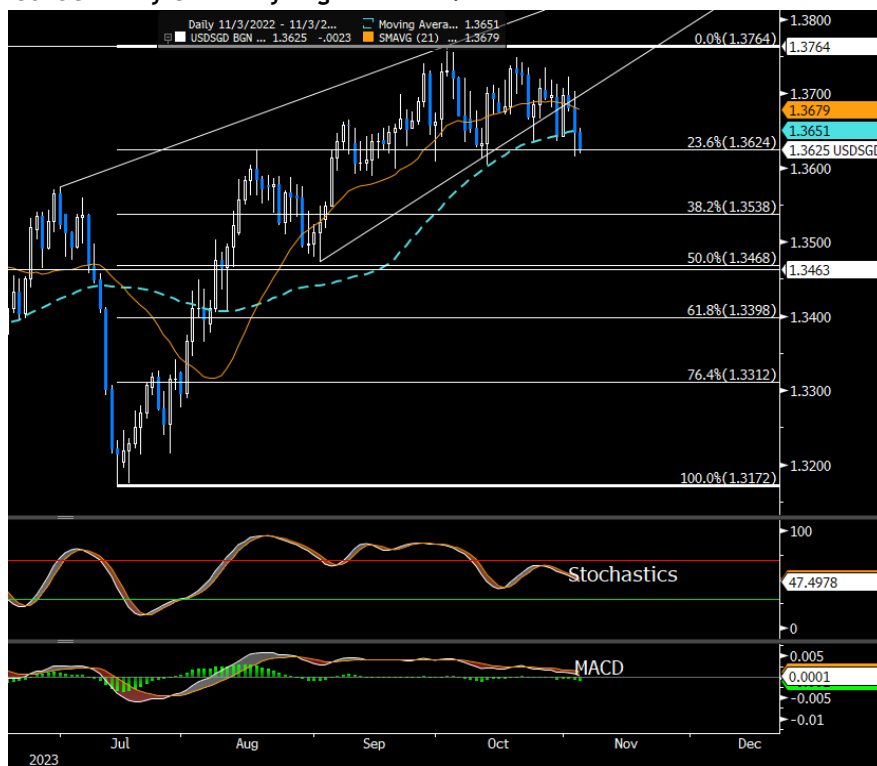 Daily 11/3/2022 - 11/3/2...
USDSGD BGN ... 1.3625 -.0023
Moving Avera... 1.3651
SMAVG (21) ... 1.3679
1.3800
0.0%(1.3764)
1.3764
1.3700
1.3679
1.3651
23.6%(1.3624)
1.3625 USDSGD
1.3600
38.2%(1.3538)
1.3500
50.0%(1.3468)
1.3463
61.8%(1.3398)
1.3400
76.4%(1.3312)
1.3300
1.3200
100.0%(1.3172)
100
Stochastics
47.4978
0
0.005
MACD
0.0001
-0.005
-0.01
Jul
Aug
Sep
Oct
Nov
Dec
2023